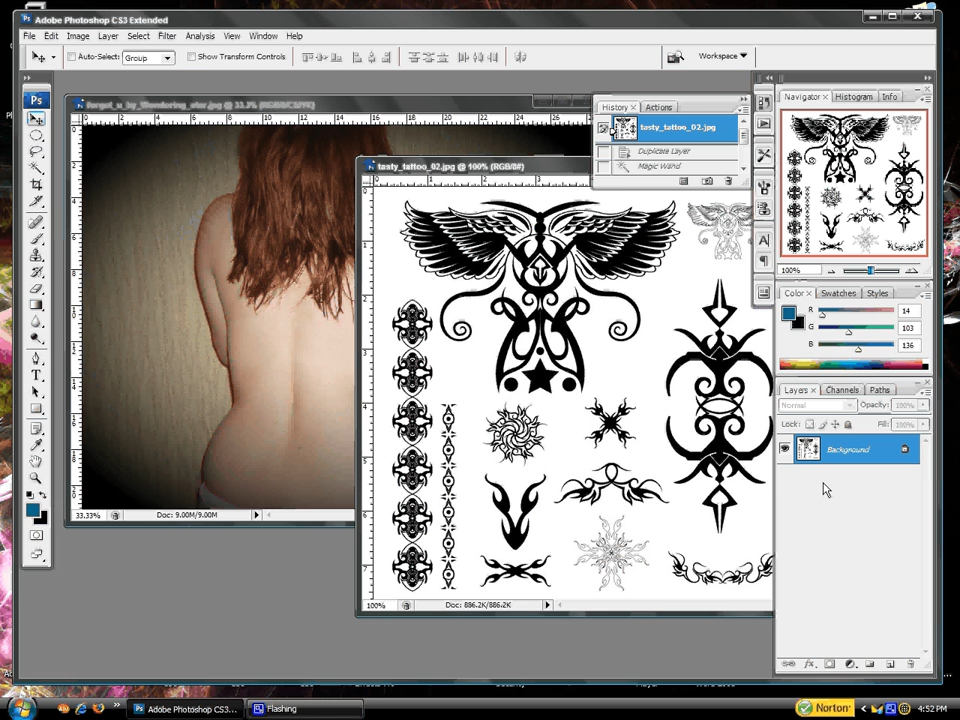 Adobe Photoshop CS3 Extended
File Edit Image Layer Select Filter Analysis View Window Help
Auto-Select: Group Show Transform Controls Workspace
Ps
History Actions
tasty_tattoo_02.jpg
Duplicate Layer
Magic Wand
tasty_tattoo_02.jpg @ 100% (RGB/8#)
33.33% Doc: 9.00M/9.00M
100% Doc: 886.2K/886.2K
Navigator Histogram Info
100%
Color Swatches Styles
R 14
G 103
B 136
Layers Channels Paths
Normal Opacity: 100%
Lock: Fill: 100%
Background
Adobe Photoshop CS3... Flashing Norton 4:52 PM